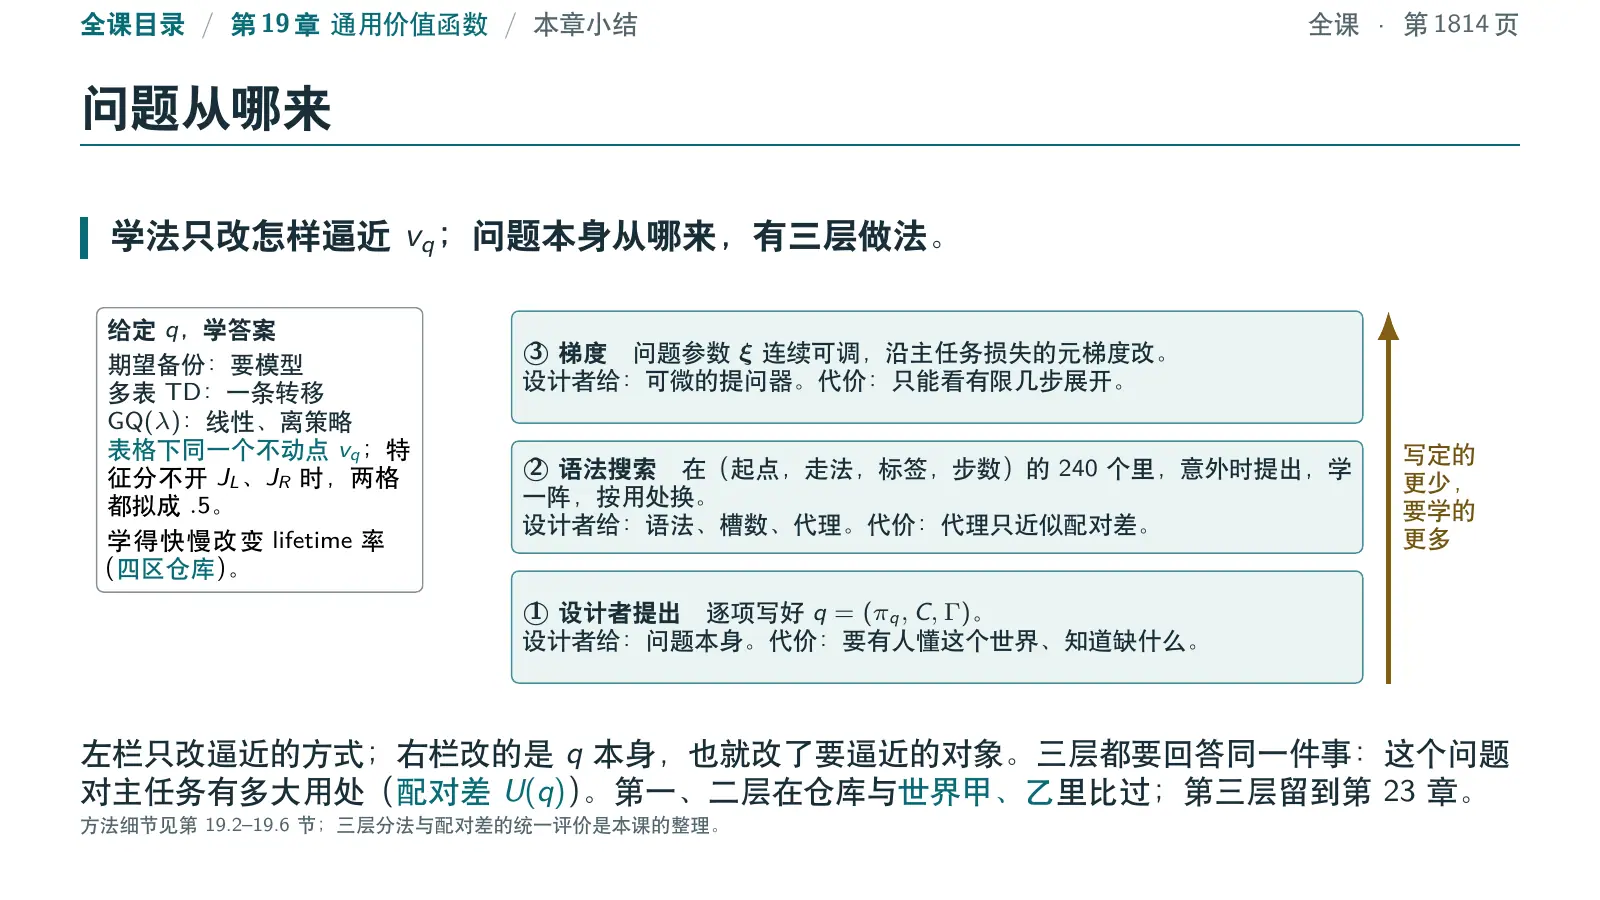 全课目录 / 第 19 章 通用价值函数 / 本章小结
全课 · 第 1814 页
问题从哪来
学法只改怎样逼近 v_q；问题本身从哪来，有三层做法。
给定 q，学答案
期望备份：要模型
多表 TD：一条转移
GQ(λ)：线性、离策略
表格下同一个不动点 v_q；特
征分不开 J_L、J_R 时，两格
都拟成 .5。
学得快慢改变 lifetime 率
（四区仓库）。
③ 梯度 问题参数 ξ 连续可调，沿主任务损失的元梯度改。
设计者给：可微的提问器。代价：只能看有限几步展开。
② 语法搜索 在（起点，走法，标签，步数）的 240 个里，意外时提出，学
一阵，按用处换。
设计者给：语法、槽数、代理。代价：代理只近似配对差。
① 设计者提出 逐项写好 q = (π_q, C, Γ)。
设计者给：问题本身。代价：要有人懂这个世界、知道缺什么。
写定的
更少，
要学的
更多
左栏只改逼近的方式；右栏改的是 q 本身，也就改了要逼近的对象。三层都要回答同一件事：这个问题
对主任务有多大用处（配对差 U(q)）。第一、二层在仓库与世界甲、乙里比过；第三层留到第 23 章。
方法细节见第 19.2–19.6 节；三层分法与配对差的统一评价是本课的整理。